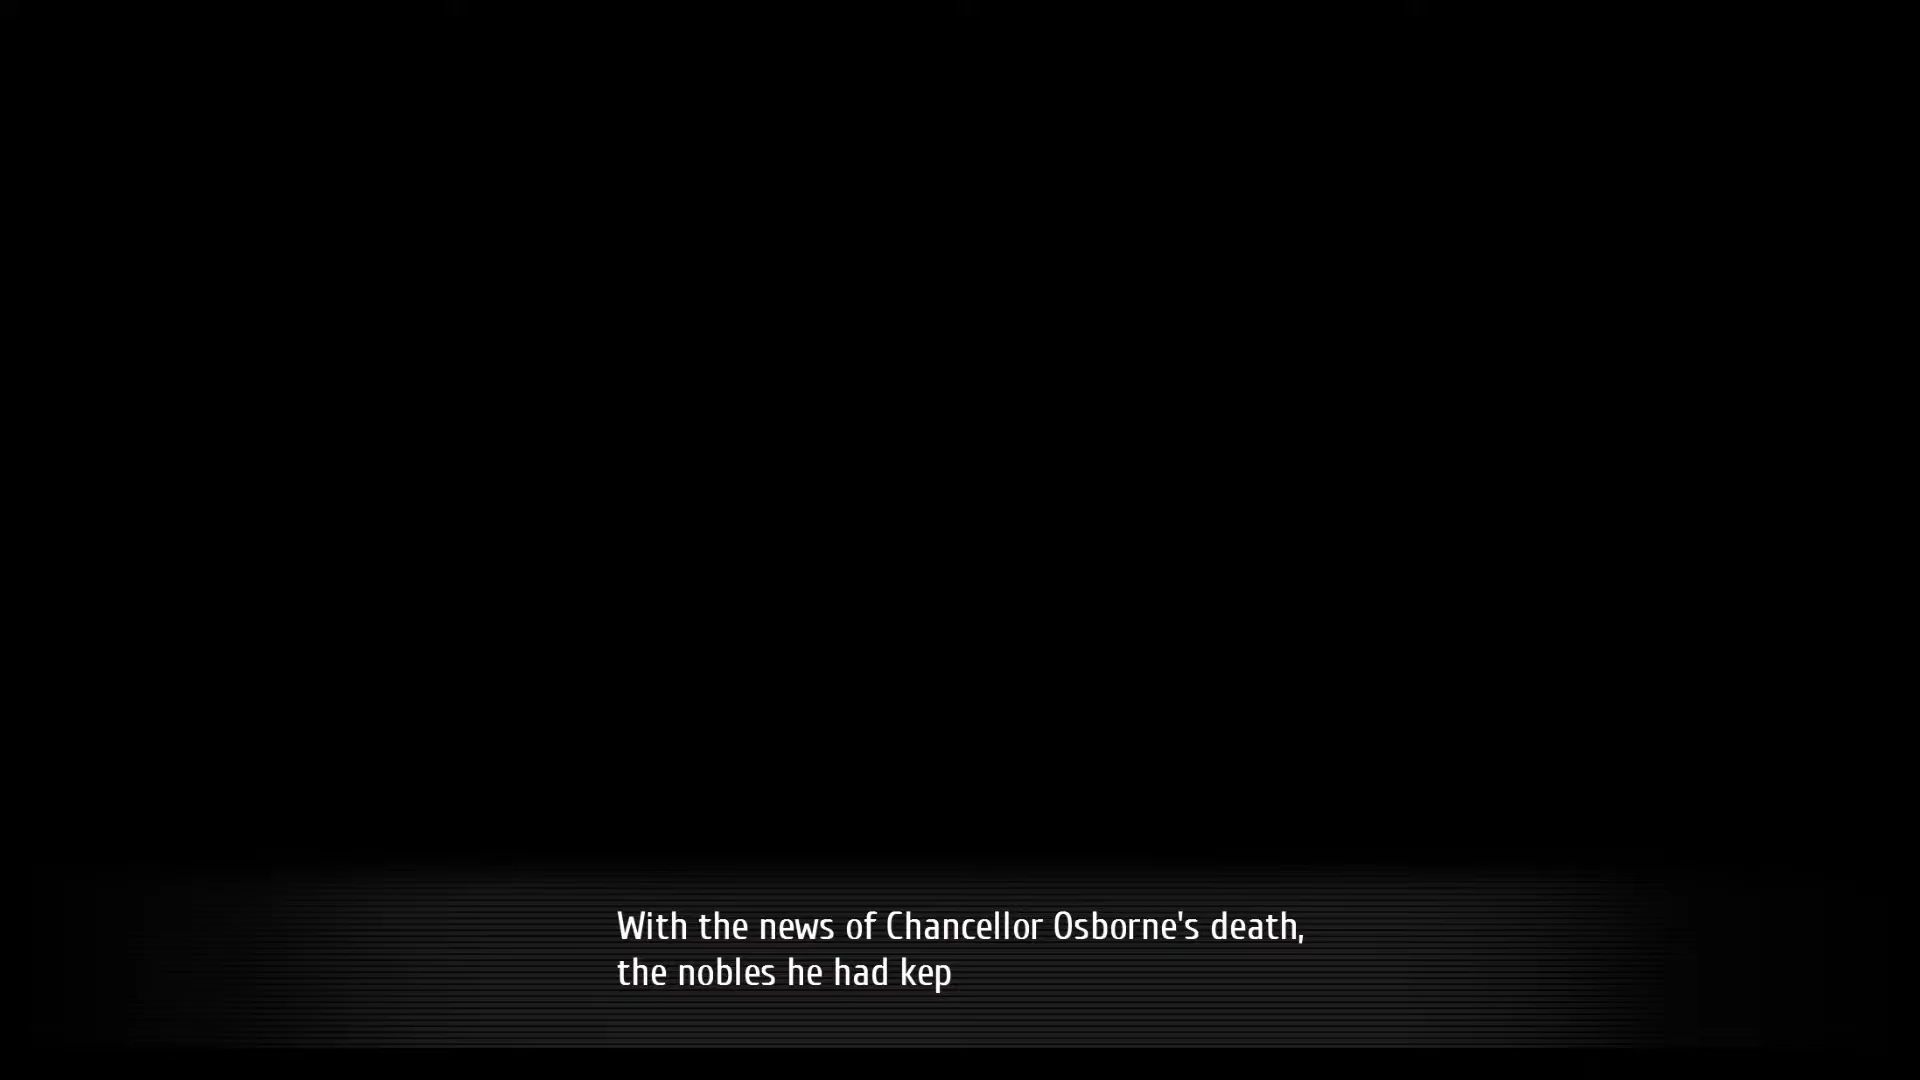 With the news of Chancellor Osborne's death,
the nobles he had kep